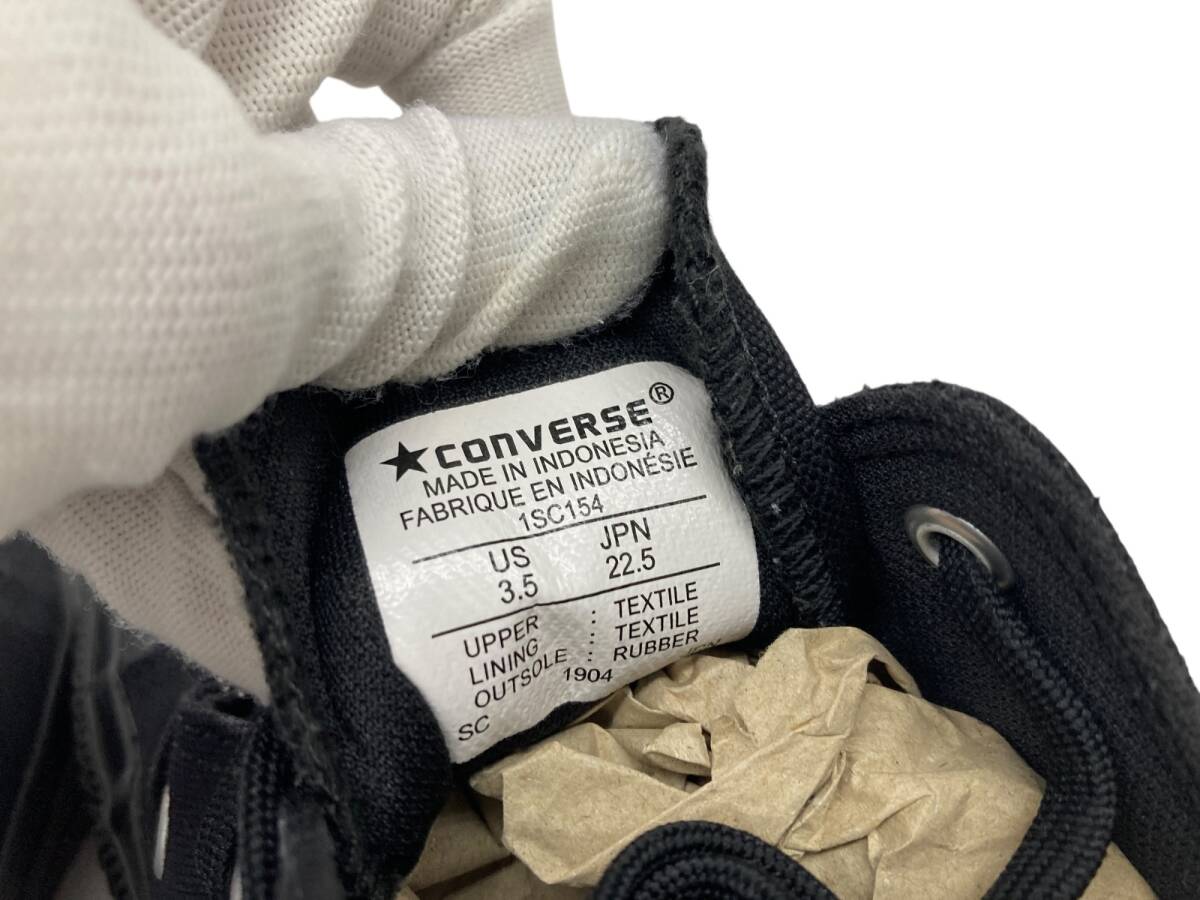 ★CONVERSE®
MADE IN INDONESIA
FABRIQUE EN INDONÉSIE
1SC154
US JPN
3.5 22.5
UPPER : TEXTILE
LINING : TEXTILE
OUTSOLE : RUBBER
SC 1904